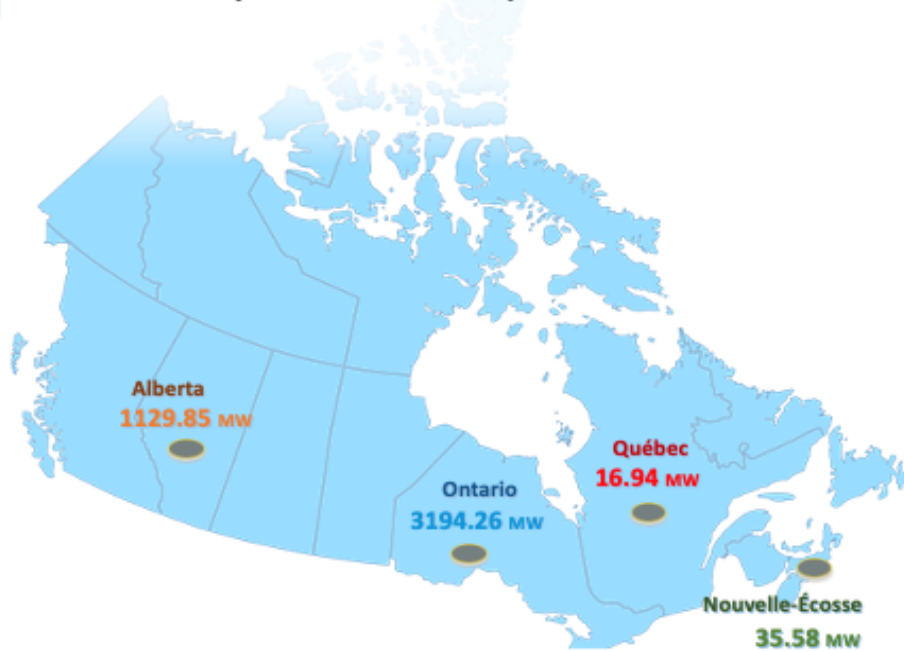 Alberta
1129.85 MW
Québec
16.94 MW
Ontario
3194.26 MW
Nouvelle-Écosse
35.58 MW